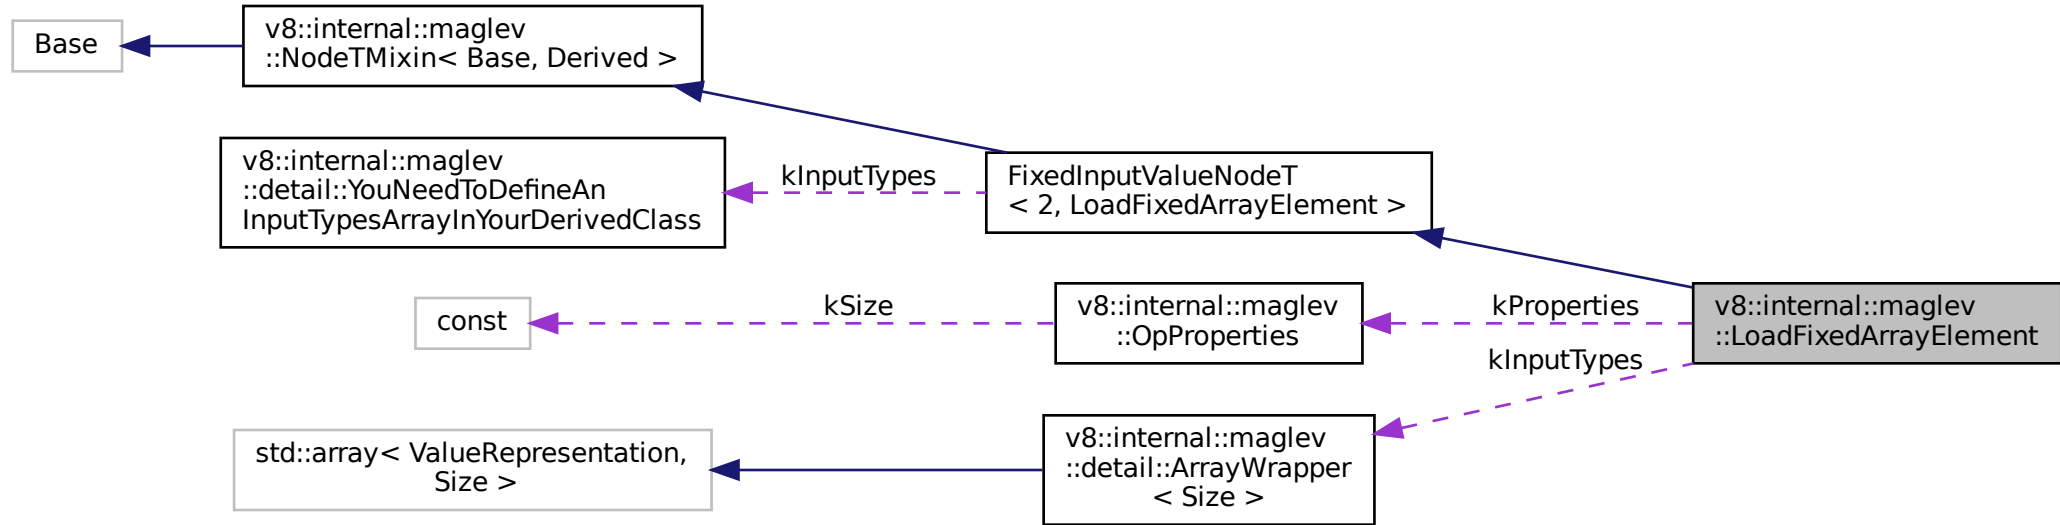 Base
v8::internal::maglev
::NodeTMixin< Base, Derived >
v8::internal::maglev
::detail::YouNeedToDefineAn
InputTypesArrayInYourDerivedClass
kInputTypes
FixedInputValueNodeT
< 2, LoadFixedArrayElement >
const
kSize
v8::internal::maglev
::OpProperties
kProperties
kInputTypes
v8::internal::maglev
::LoadFixedArrayElement
std::array< ValueRepresentation,
Size >
v8::internal::maglev
::detail::ArrayWrapper
< Size >